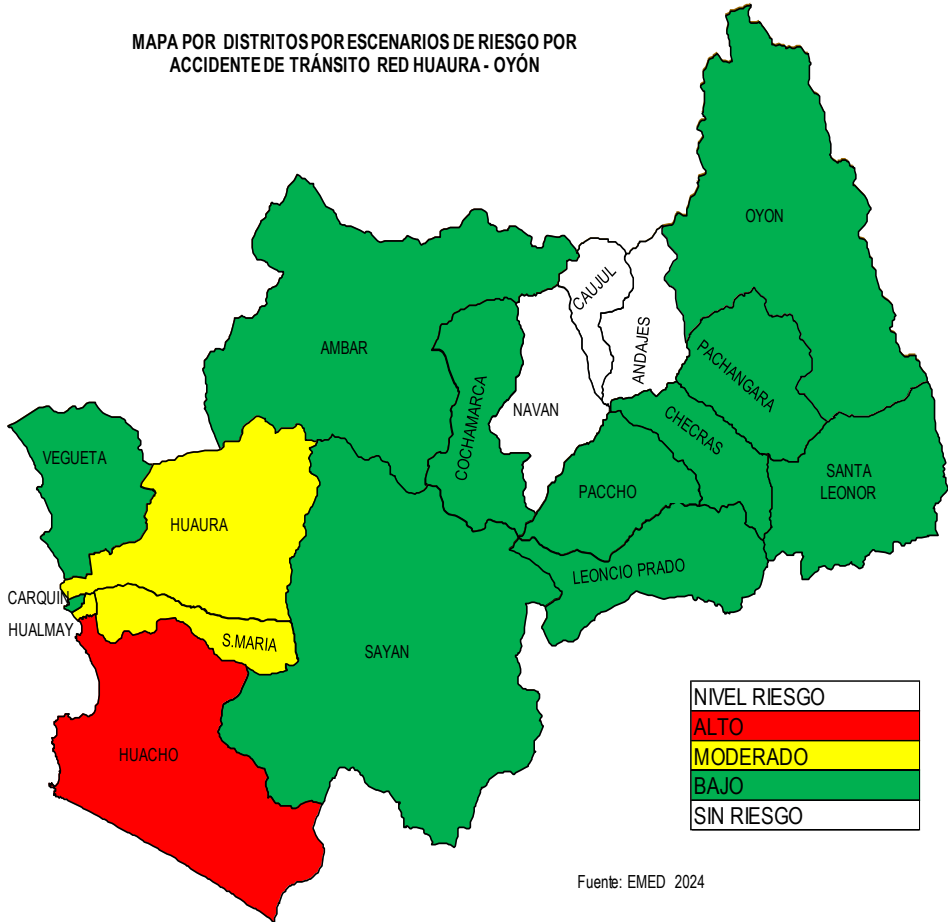 MAPA POR DISTRITOS POR ESCENARIOS DE RIESGO POR
ACCIDENTE DE TRÁNSITO RED HUAURA - OYÓN
OYON
CAUJUL
ANDAJES
AMBAR
PACHANGARA
COCHAMARCA
NAVAN
CHECRAS
VEGUETA
SANTA
LEONOR
PACCHO
HUAURA
LEONCIO PRADO
CARQUIN
HUALMAY
S.MARIA
SAYAN
HUACHO
NIVEL RIESGO
ALTO
MODERADO
BAJO
SIN RIESGO
Fuente: EMED 2024